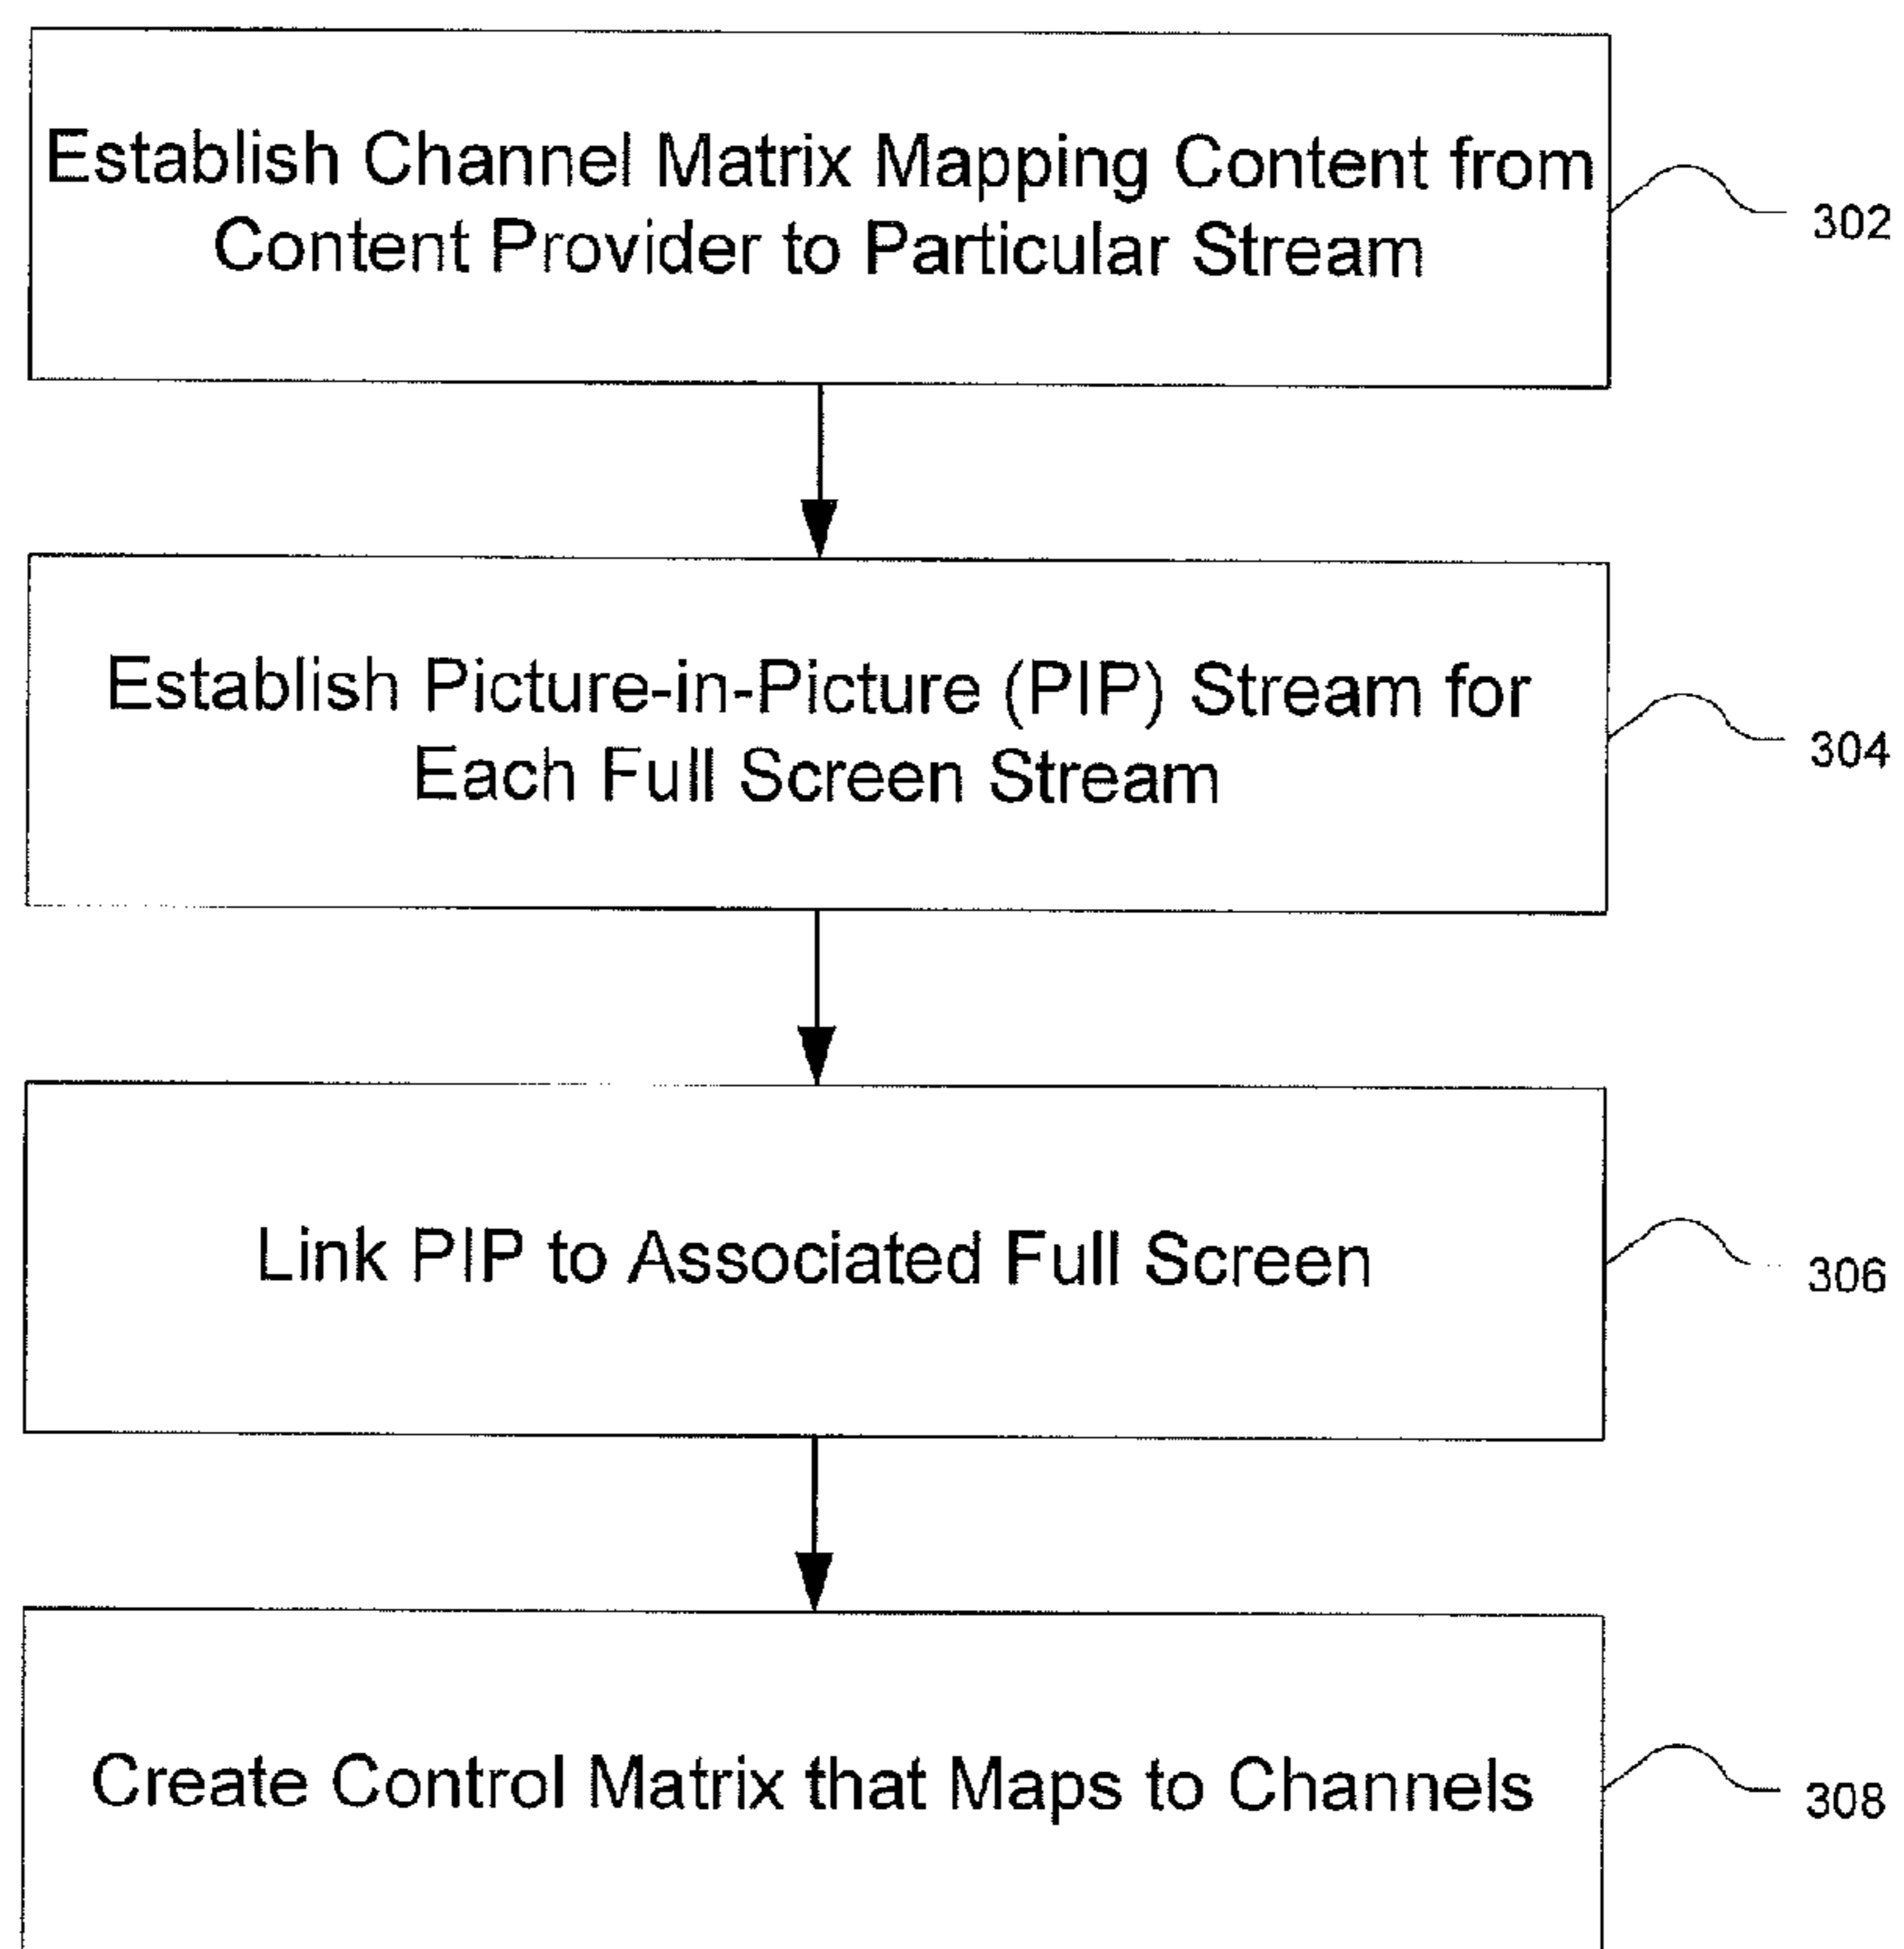 Establish Channel Matrix Mapping Content from
Content Provider to Particular Stream
302
Establish Picture-in-Picture (PIP) Stream for
Each Full Screen Stream
304
Link PIP to Associated Full Screen
306
Create Control Matrix that Maps to Channels
308